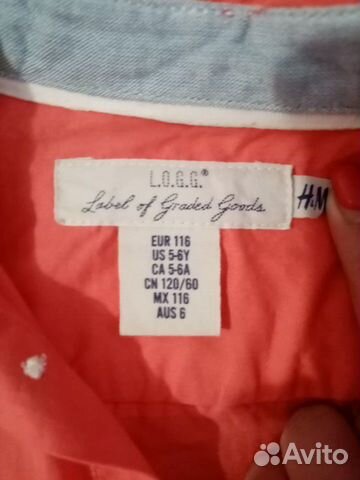 L.O.G.G.®
Label of Graded Goods.
H.M
EUR 116
US 5-6Y
CA 5-6A
CN 120/60
MX 116
AUS 6
Avito